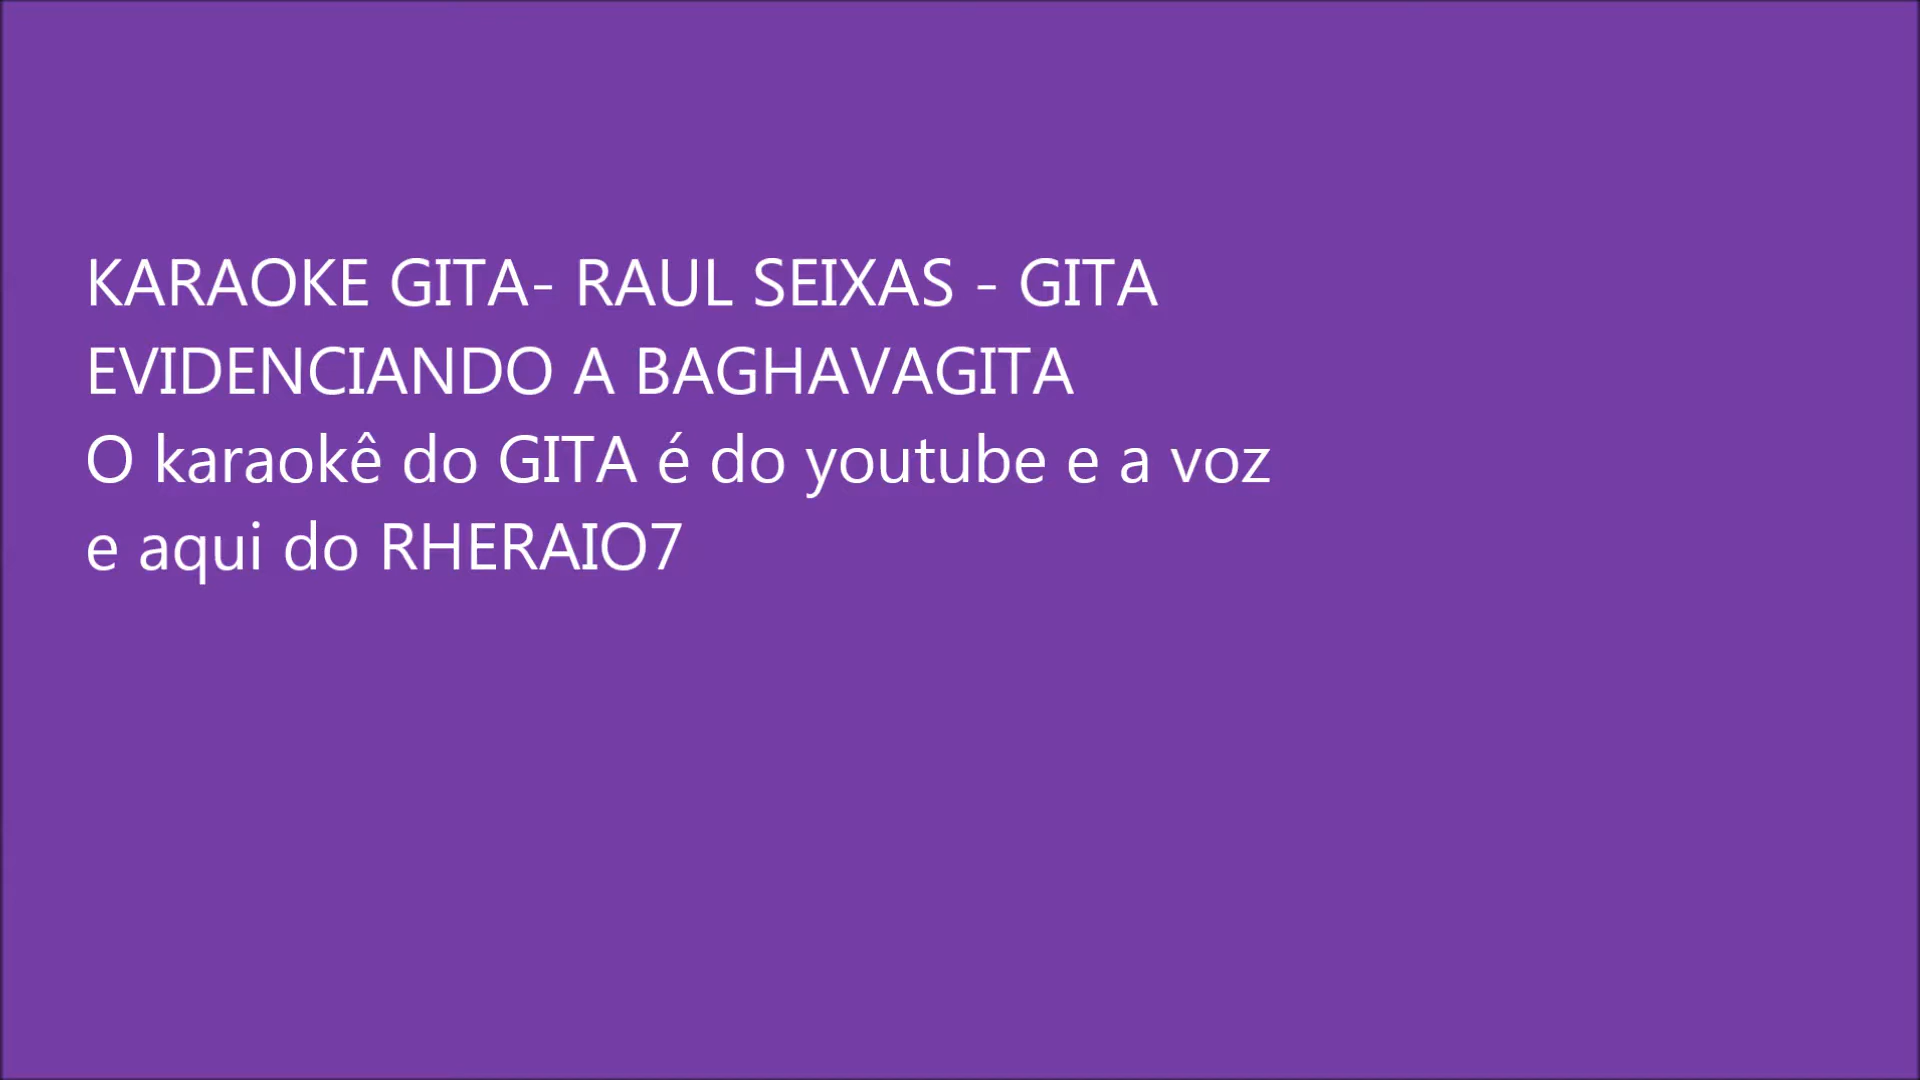 KARAOKE GITA- RAUL SEIXAS - GITA
EVIDENCIANDO A BAGHAVAGITA
O karaokê do GITA é do youtube e a voz
e aqui do RHERAIO7